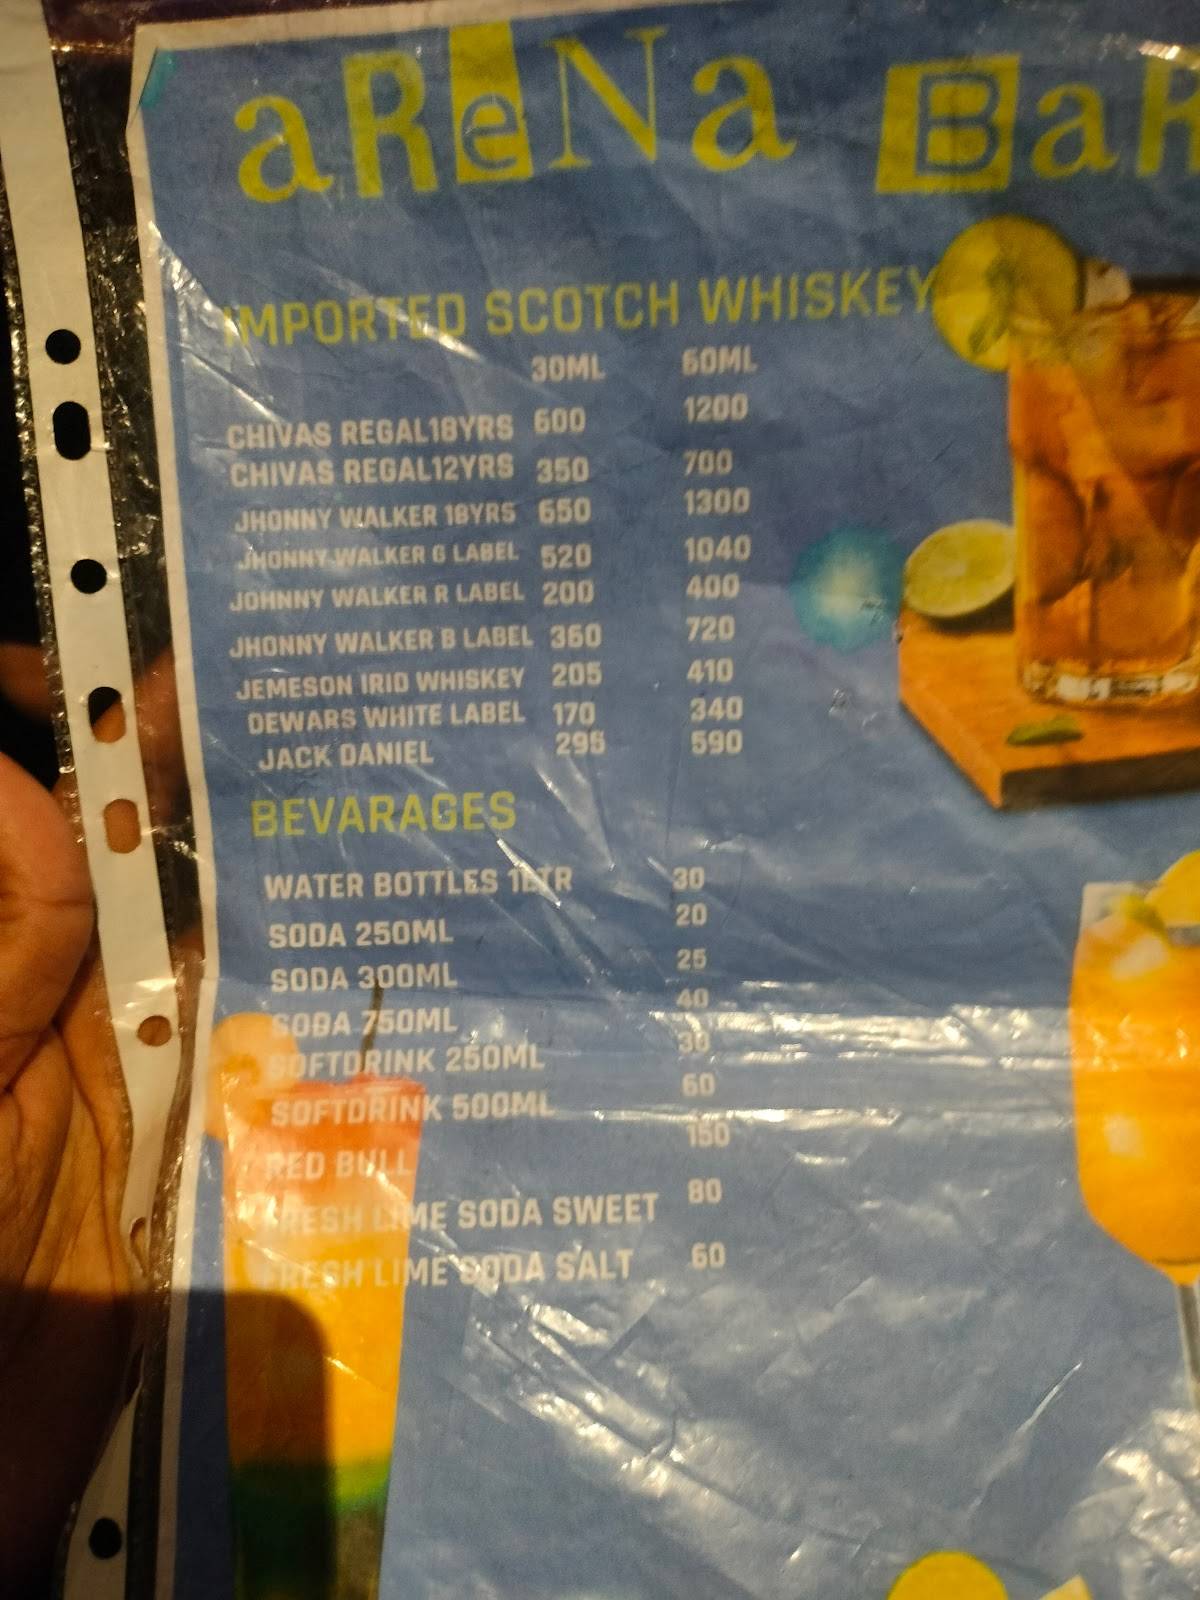 aReNa BaR
IMPORTED SCOTCH WHISKEY
30ML 60ML
CHIVAS REGAL18YRS 600 1200
CHIVAS REGAL12YRS 350 700
JHONNY WALKER 18YRS 650 1300
JHONNY WALKER G LABEL 520 1040
JOHNNY WALKER R LABEL 200 400
JHONNY WALKER B LABEL 360 720
JEMESON IRID WHISKEY 205 410
DEWARS WHITE LABEL 170 340
JACK DANIEL 295 590
BEVARAGES
WATER BOTTLES 1LTR 30
SODA 250ML 20
SODA 300ML 25
SODA 750ML 40
SOFTDRINK 250ML 30
SOFTDRINK 500ML 60
RED BULL 150
FRESH LIME SODA SWEET 80
FRESH LIME SODA SALT 60